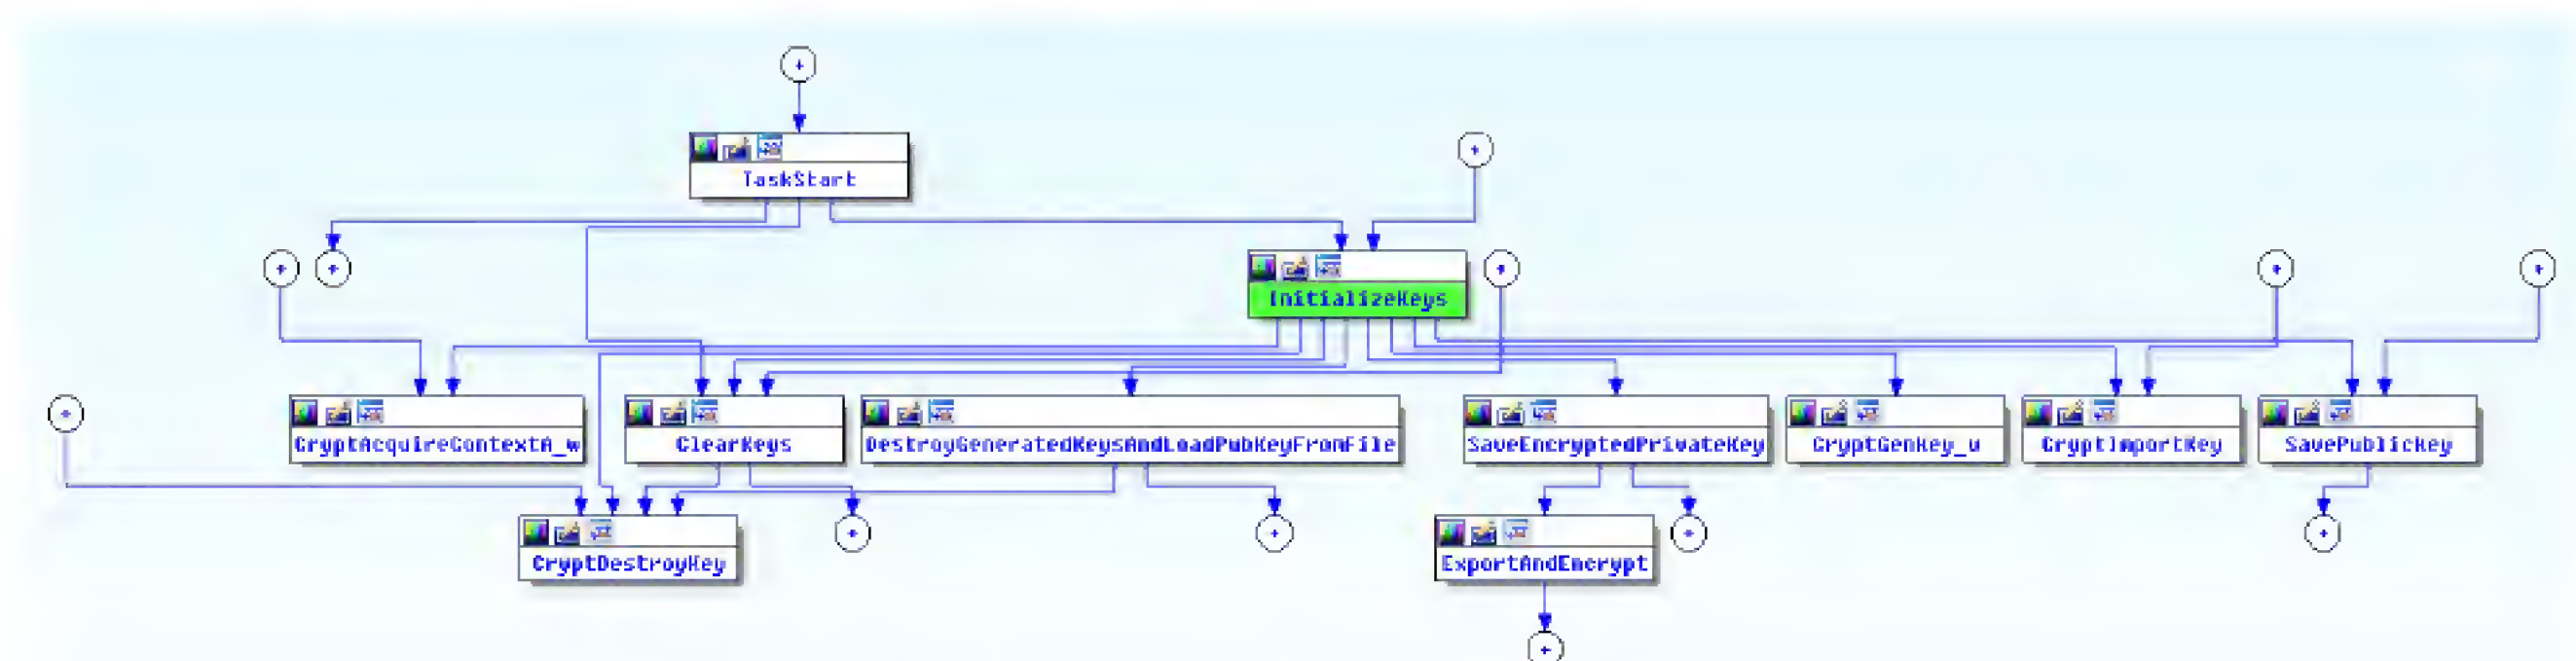 TaskStart
InitializeKeys
CryptAcquireContextA_w
ClearKeys
DestroyGeneratedKeysAndLoadPubKeyFromFile
SaveEncryptedPrivateKey
CryptGenKey_w
CryptImportKey
SavePublicKey
CryptDestroyKey
ExportAndEncrypt